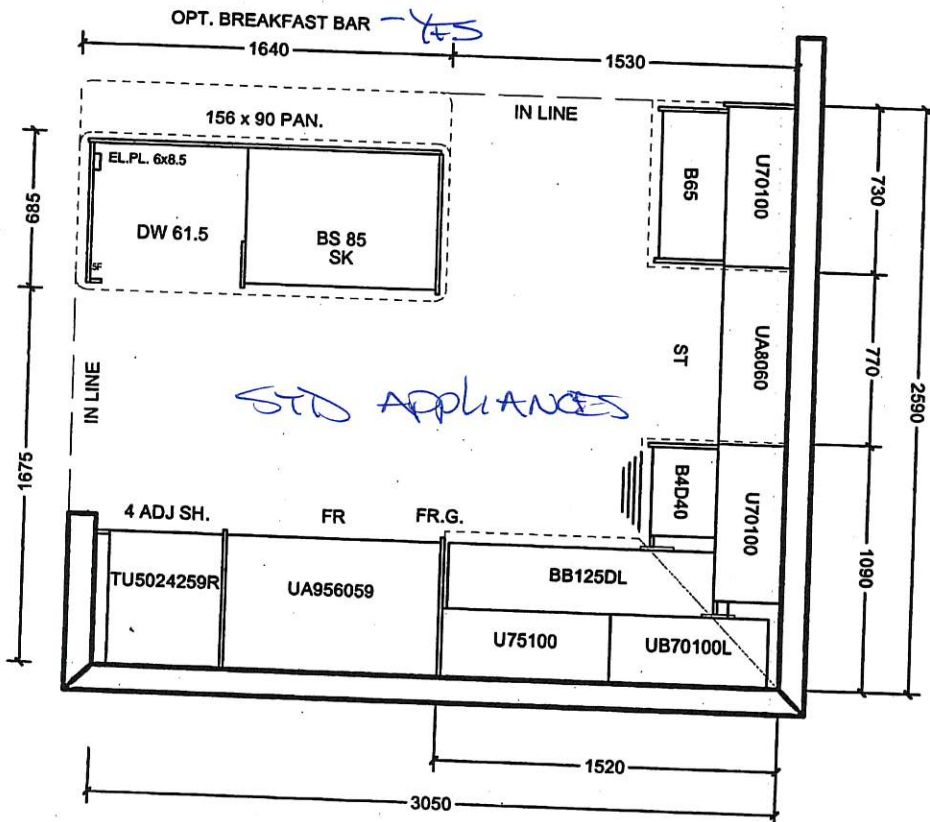 OPT. BREAKFAST BAR - YES
1640
1530
156 x 90 PAN.
IN LINE
EL.PL. 6x8.5
B65
U70100
730
685
DW 61.5
BS 85
SK
5F
ST
UA8060
770
2590
IN LINE
STD APPLIANCES
1675
B4D40
U70100
4 ADJ SH.
FR
FR.G.
1090
TU5024259R
UA956059
BB125DL
U75100
UB70100L
1520
3050